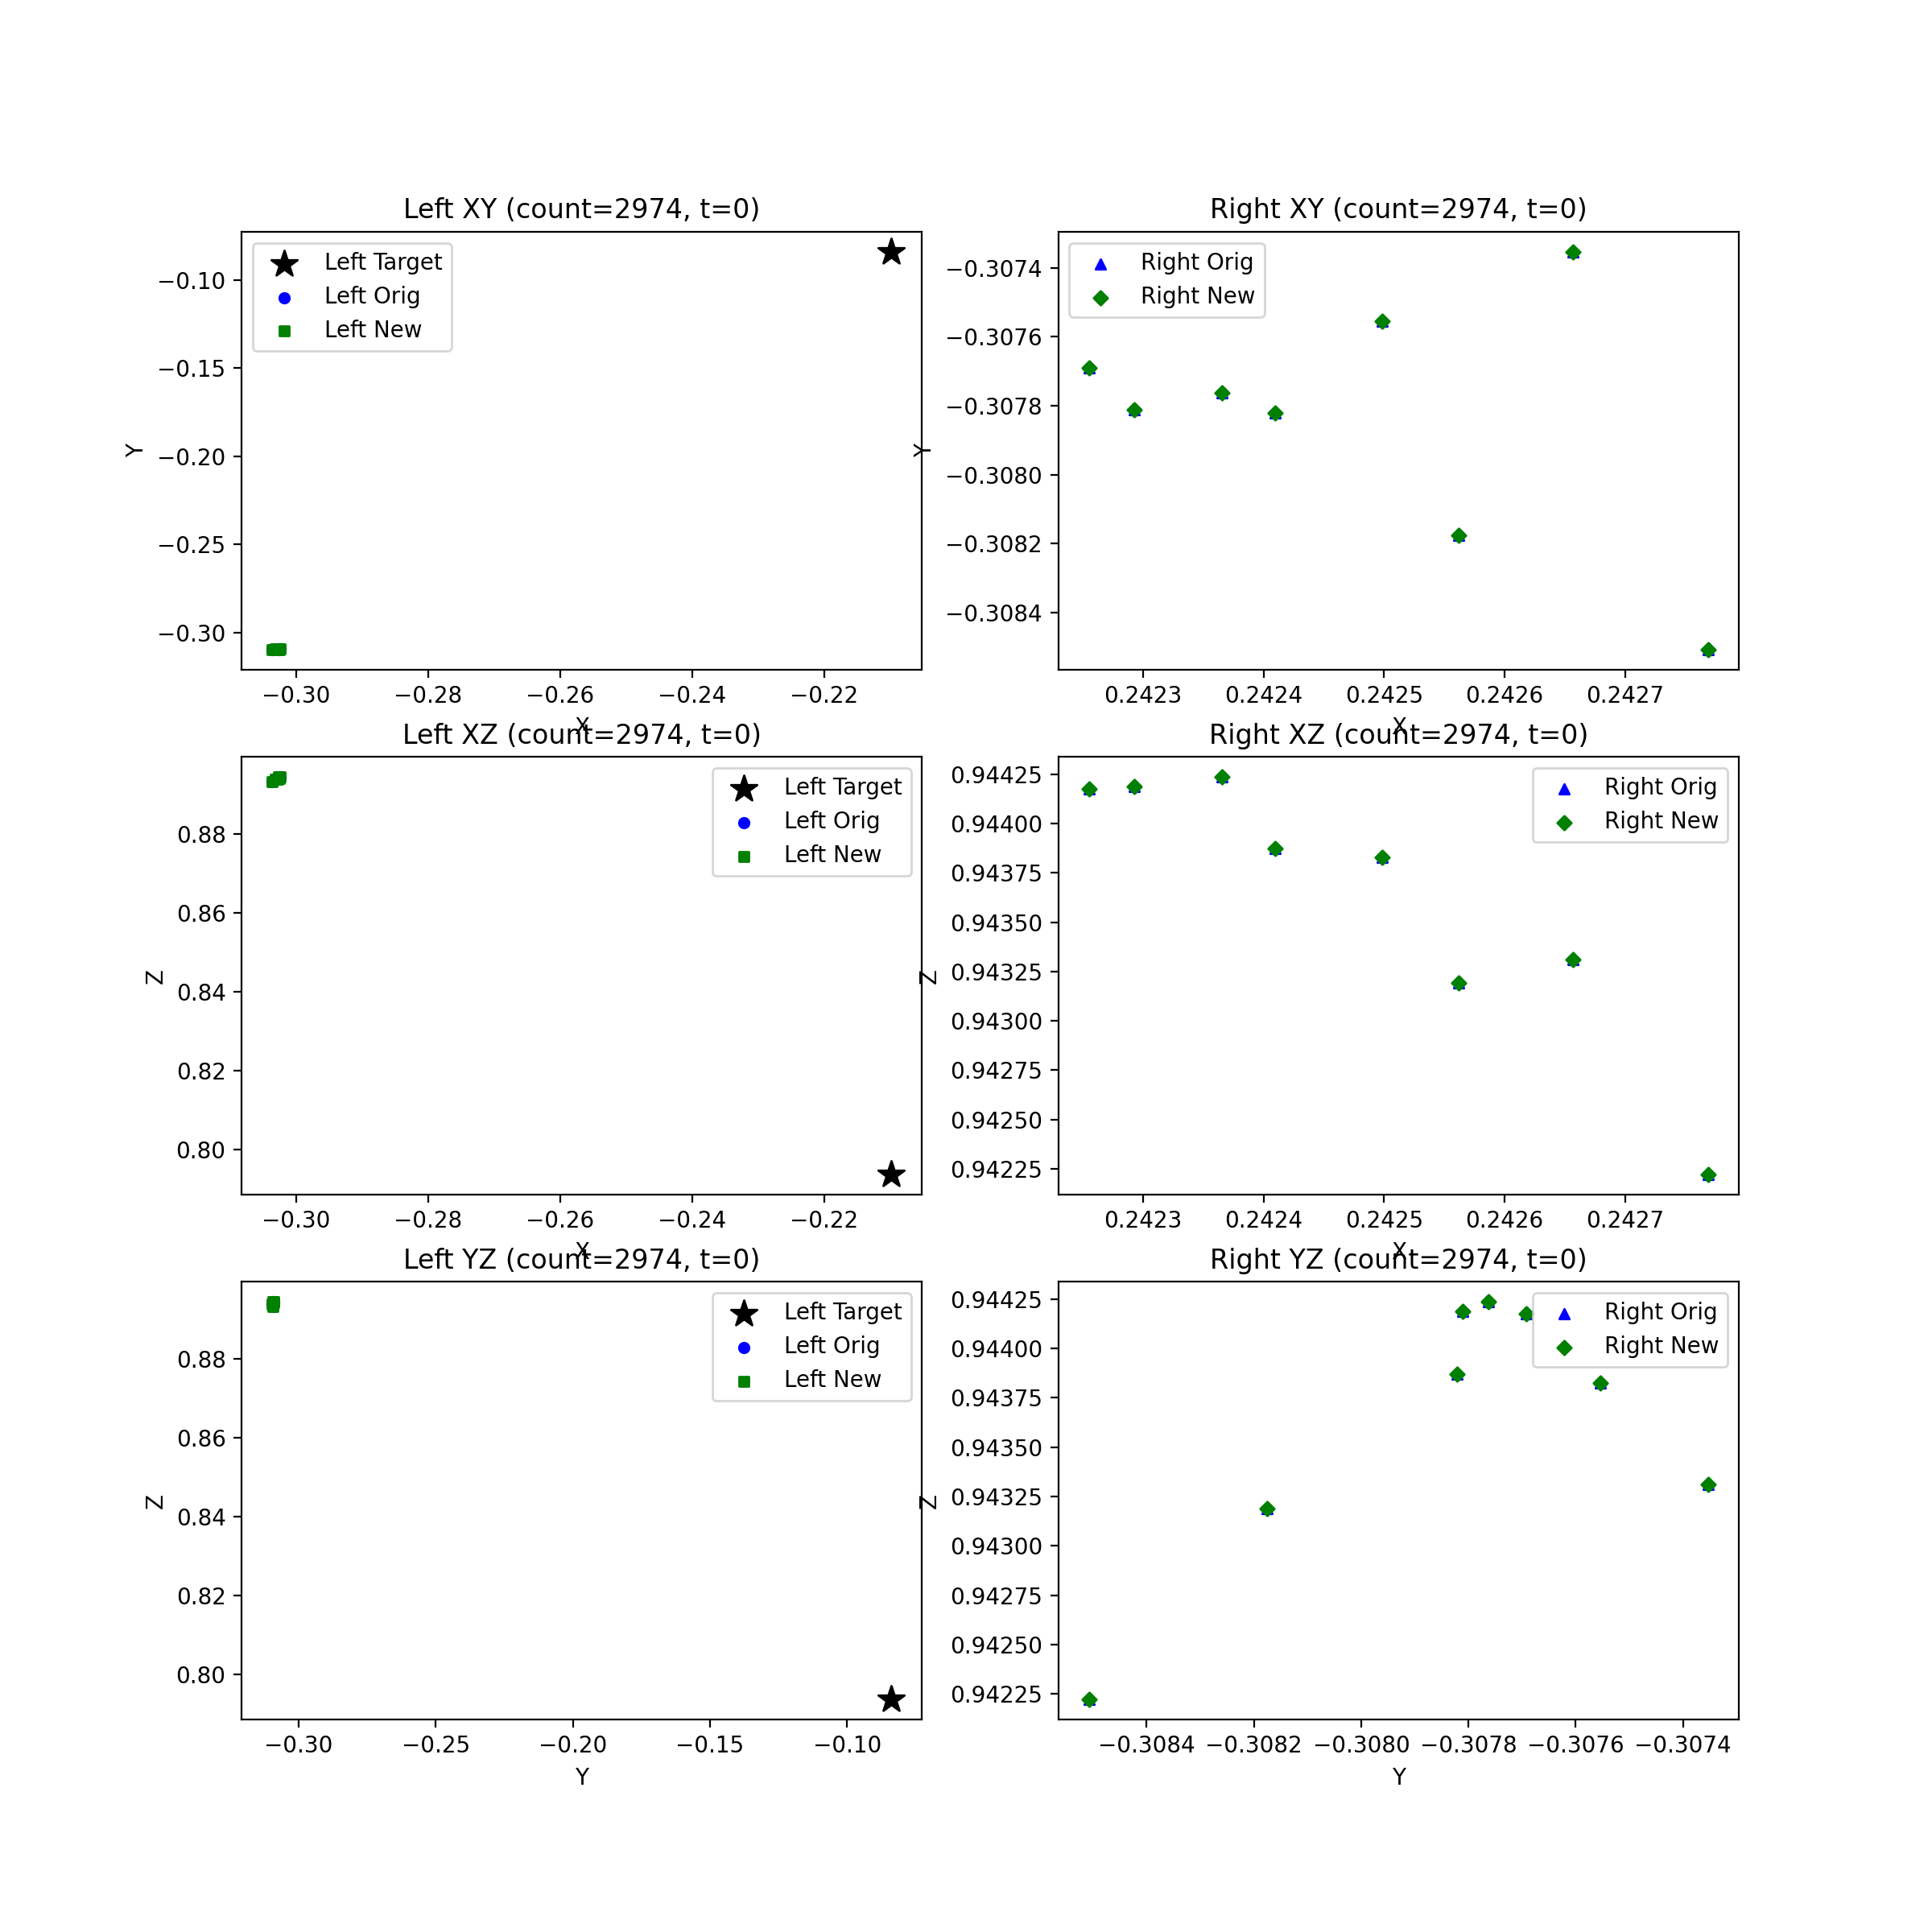 Left XY (count=2974, t=0)
Left Target
Left Orig
Left New
−0.10
−0.15
−0.20
−0.25
−0.30
Y
−0.30 −0.28 −0.26 −0.24 −0.22
X
Right XY (count=2974, t=0)
Right Orig
Right New
−0.3074
−0.3076
−0.3078
−0.3080
−0.3082
−0.3084
Y
0.2423 0.2424 0.2425 0.2426 0.2427
X
Left XZ (count=2974, t=0)
Left Target
Left Orig
Left New
0.88
0.86
0.84
0.82
0.80
Z
−0.30 −0.28 −0.26 −0.24 −0.22
X
Right XZ (count=2974, t=0)
Right Orig
Right New
0.94425
0.94400
0.94375
0.94350
0.94325
0.94300
0.94275
0.94250
0.94225
Z
0.2423 0.2424 0.2425 0.2426 0.2427
X
Left YZ (count=2974, t=0)
Left Target
Left Orig
Left New
0.88
0.86
0.84
0.82
0.80
Z
−0.30 −0.25 −0.20 −0.15 −0.10
Y
Right YZ (count=2974, t=0)
Right Orig
Right New
0.94425
0.94400
0.94375
0.94350
0.94325
0.94300
0.94275
0.94250
0.94225
Z
−0.3084 −0.3082 −0.3080 −0.3078 −0.3076 −0.3074
Y